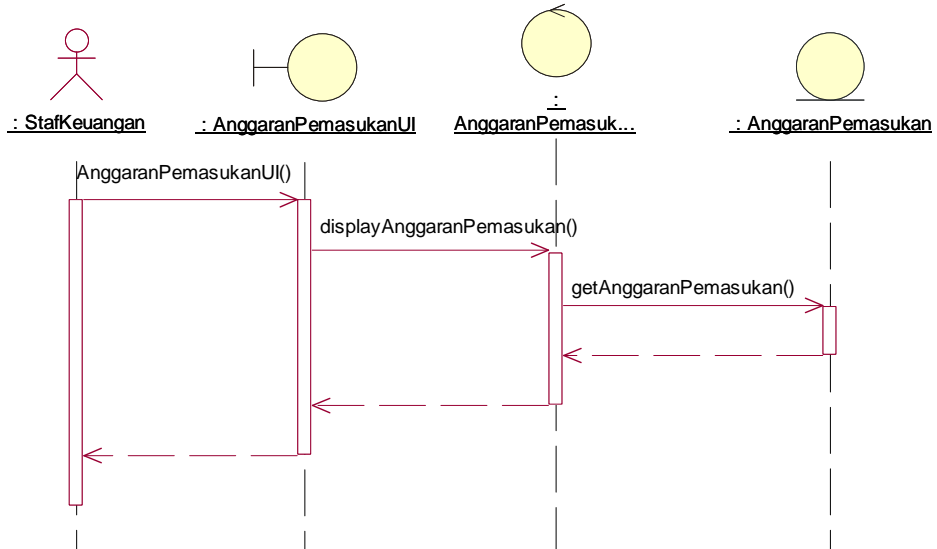 : StafKeuangan
: AnggaranPemasukanUI
:
AnggaranPemasuk...
: AnggaranPemasukan
AnggaranPemasukanUI()
displayAnggaranPemasukan()
getAnggaranPemasukan()